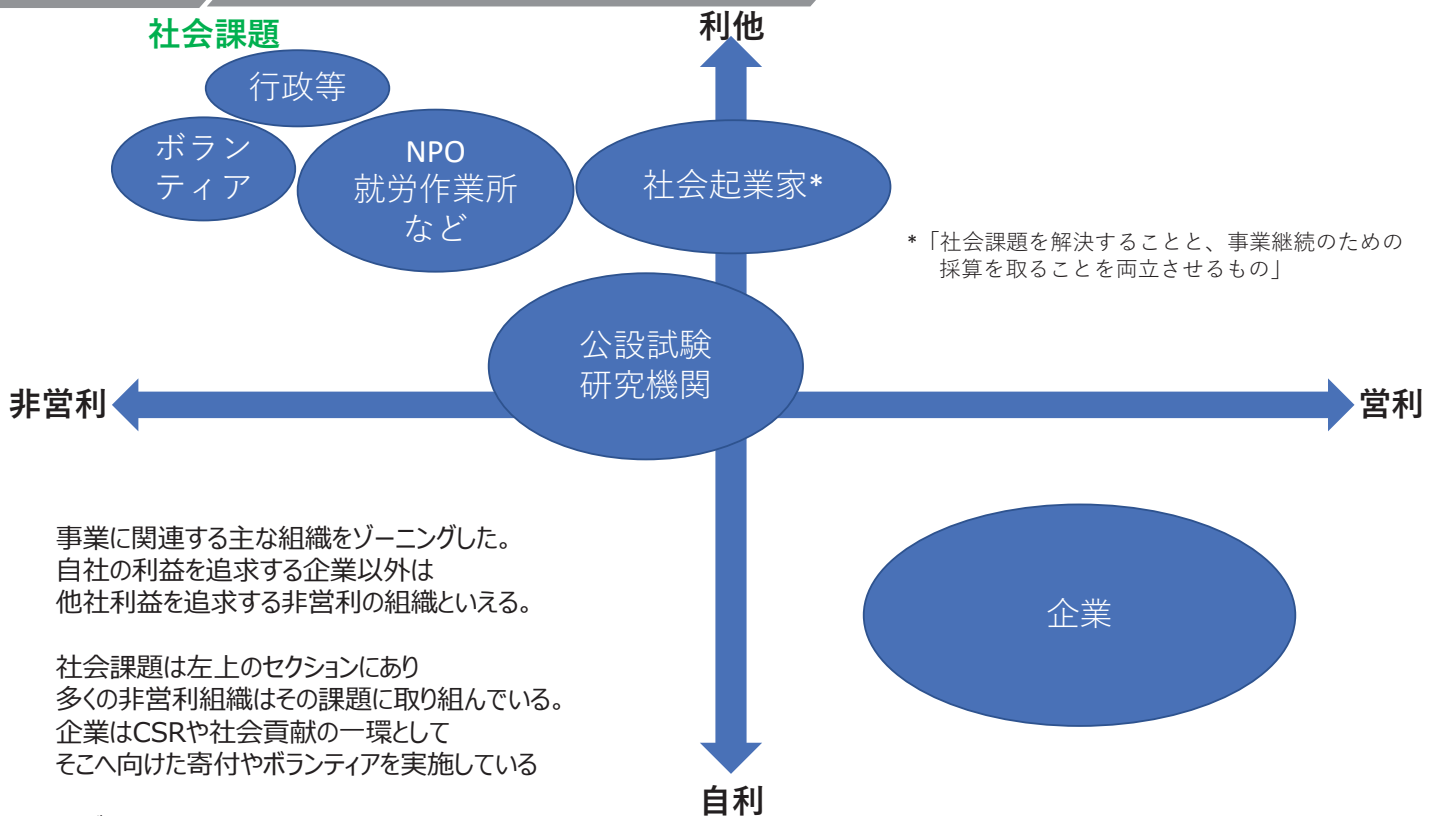 社会課題
利他
行政等
ボラン
ティア
NPO
就労作業所
など
社会起業家*
*「社会課題を解決することと、事業継続のための
採算を取ることを両立させるもの」
公設試験
研究機関
非営利
営利
事業に関連する主な組織をゾーニングした。
自社の利益を追求する企業以外は
他社利益を追求する非営利の組織といえる。
社会課題は左上のセクションにあり
多くの非営利組織はその課題に取り組んでいる。
企業はCSRや社会貢献の一環として
そこへ向けた寄付やボランティアを実施している
企業
自利